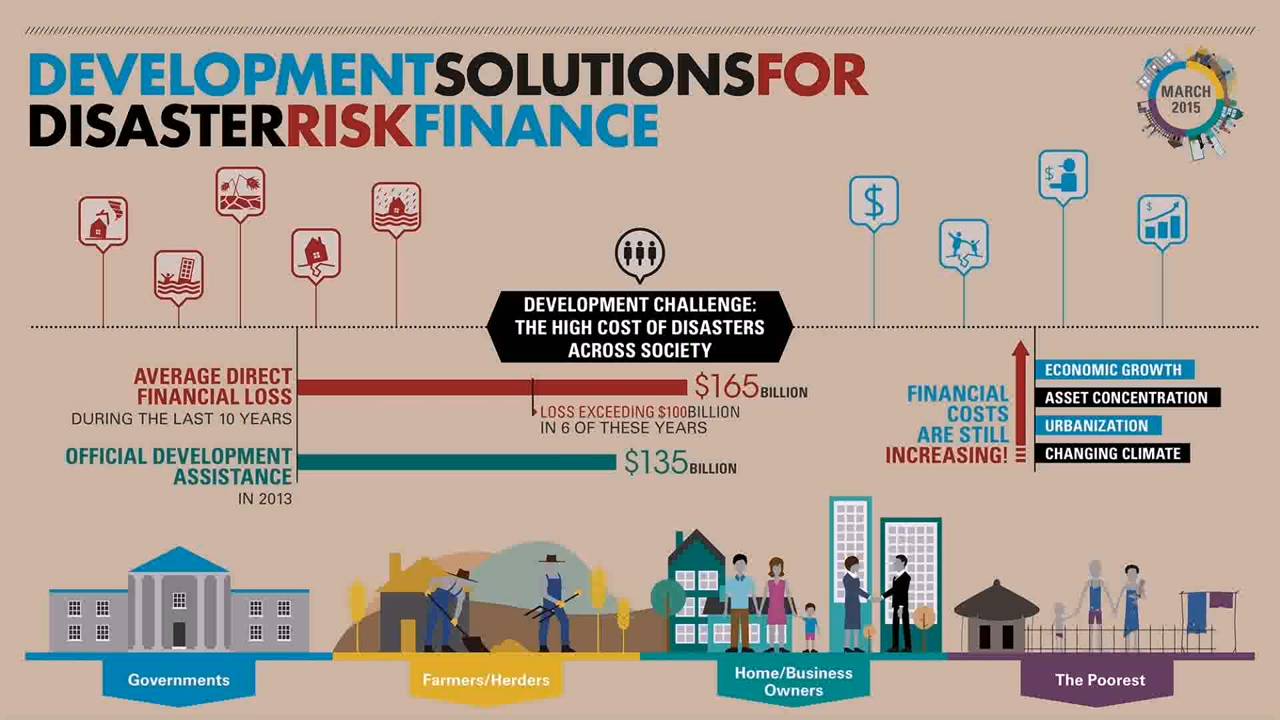 DEVELOPMENTSOLUTIONSFOR
DISASTERRISKFINANCE
MARCH
2015
$
$
$
DEVELOPMENT CHALLENGE:
THE HIGH COST OF DISASTERS
ACROSS SOCIETY
AVERAGE DIRECT
FINANCIAL LOSS
DURING THE LAST 10 YEARS
$165BILLION
LOSS EXCEEDING $100BILLION
IN 6 OF THESE YEARS
OFFICIAL DEVELOPMENT
ASSISTANCE
IN 2013
$135BILLION
FINANCIAL
COSTS
ARE STILL
INCREASING!
ECONOMIC GROWTH
ASSET CONCENTRATION
URBANIZATION
CHANGING CLIMATE
Governments
Farmers/Herders
Home/Business
Owners
The Poorest